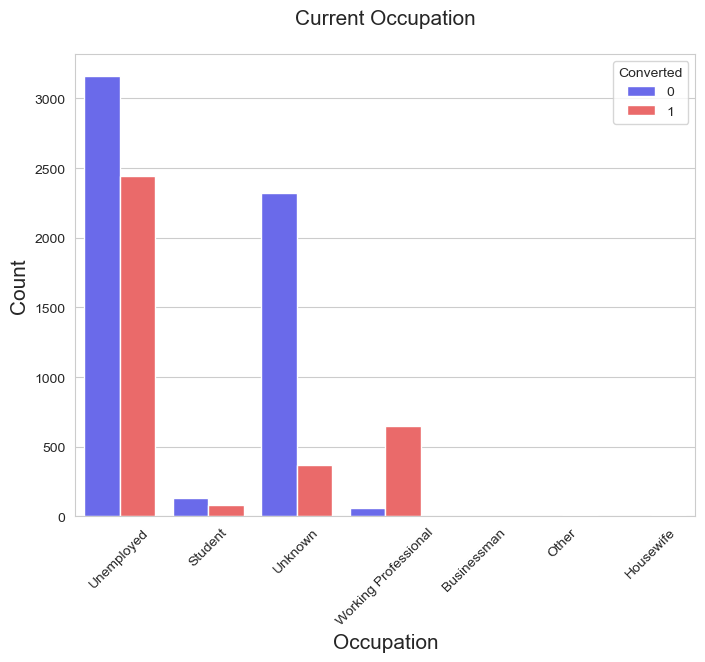 Current Occupation
Converted
0
1
Count
3000
2500
2000
1500
1000
500
0
Unemployed
Student
Unknown
Working Professional
Businessman
Other
Housewife
Occupation